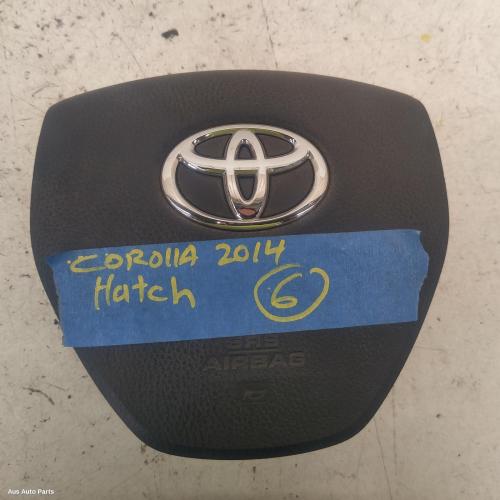 COROLLA 2014
Hatch 6
SRS
AIRBAG
Aus Auto Parts